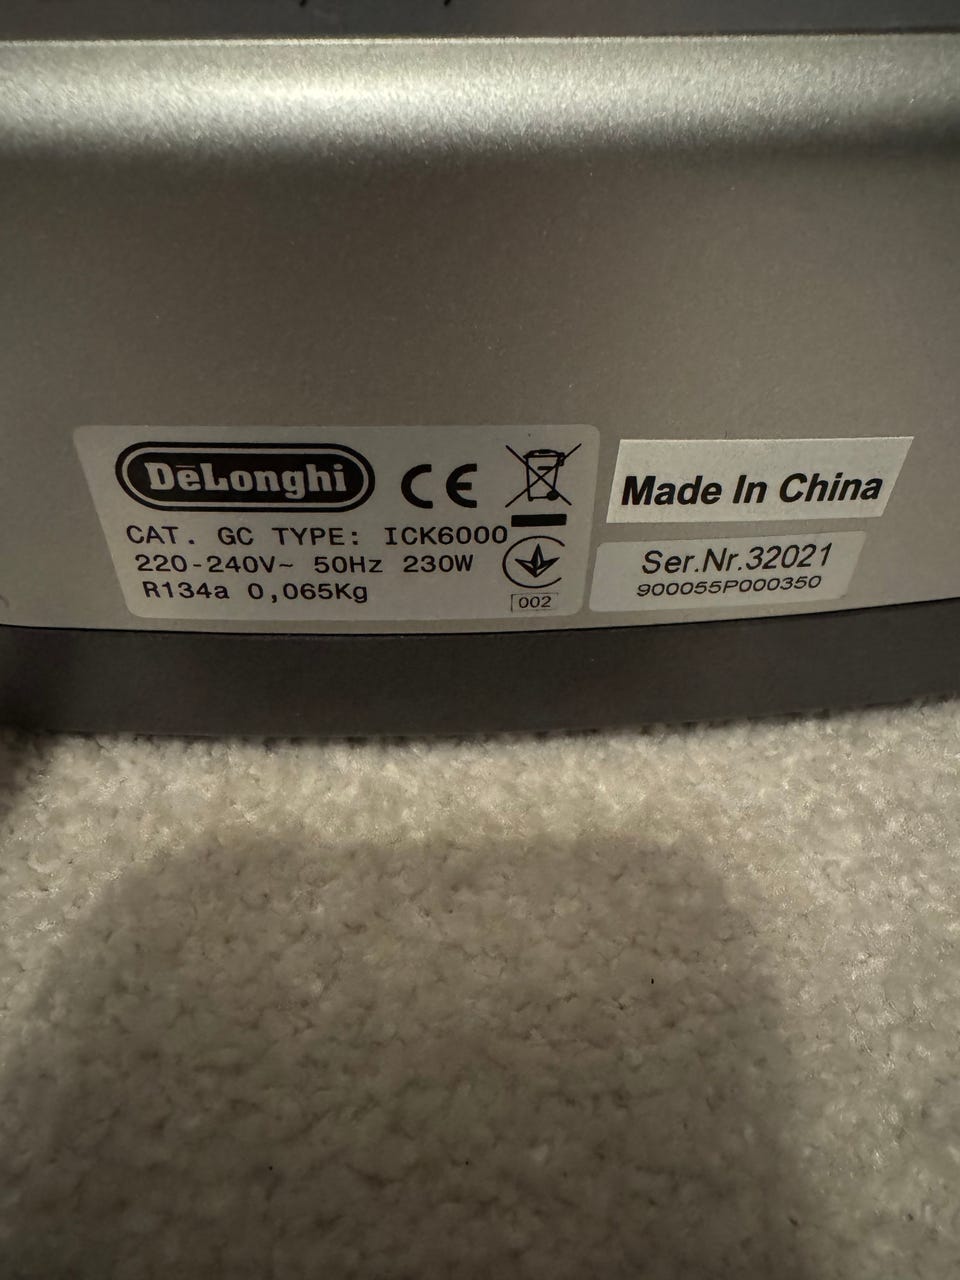 DeLonghi CE
CAT. GC TYPE: ICK6000
220-240V~ 50Hz 230W
R134a 0,065Kg
002
Made In China
Ser.Nr.32021
900055P000350